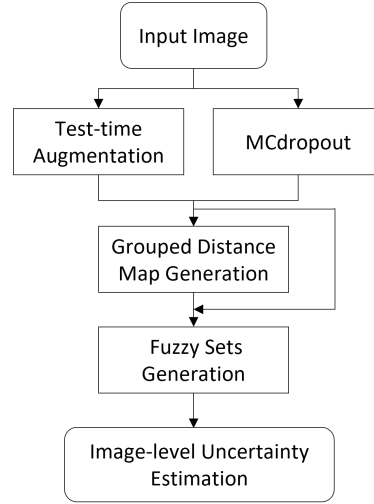 Input Image
Test-time
Augmentation
MCdropout
Grouped Distance
Map Generation
Fuzzy Sets
Generation
Image-level Uncertainty
Estimation